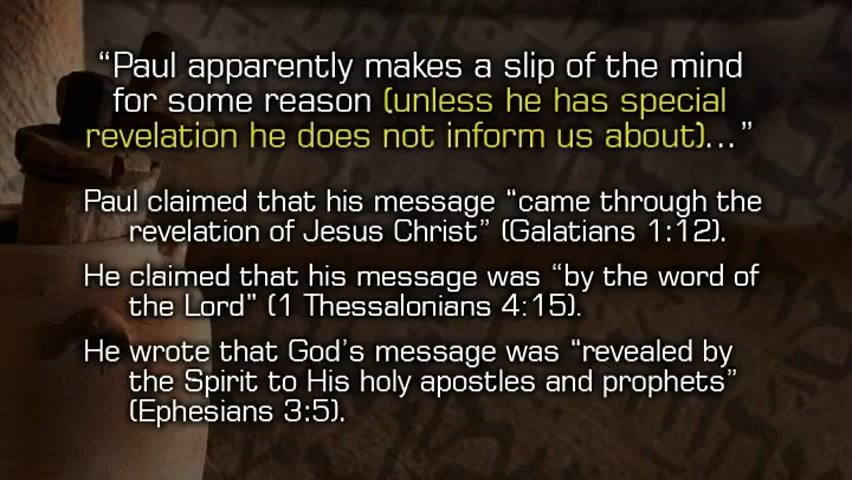 “Paul apparently makes a slip of the mind
for some reason (unless he has special
revelation he does not inform us about)...”
Paul claimed that his message “came through the
revelation of Jesus Christ” (Galatians 1:12).
He claimed that his message was “by the word of
the Lord” (1 Thessalonians 4:15).
He wrote that God’s message was “revealed by
the Spirit to His holy apostles and prophets”
(Ephesians 3:5).